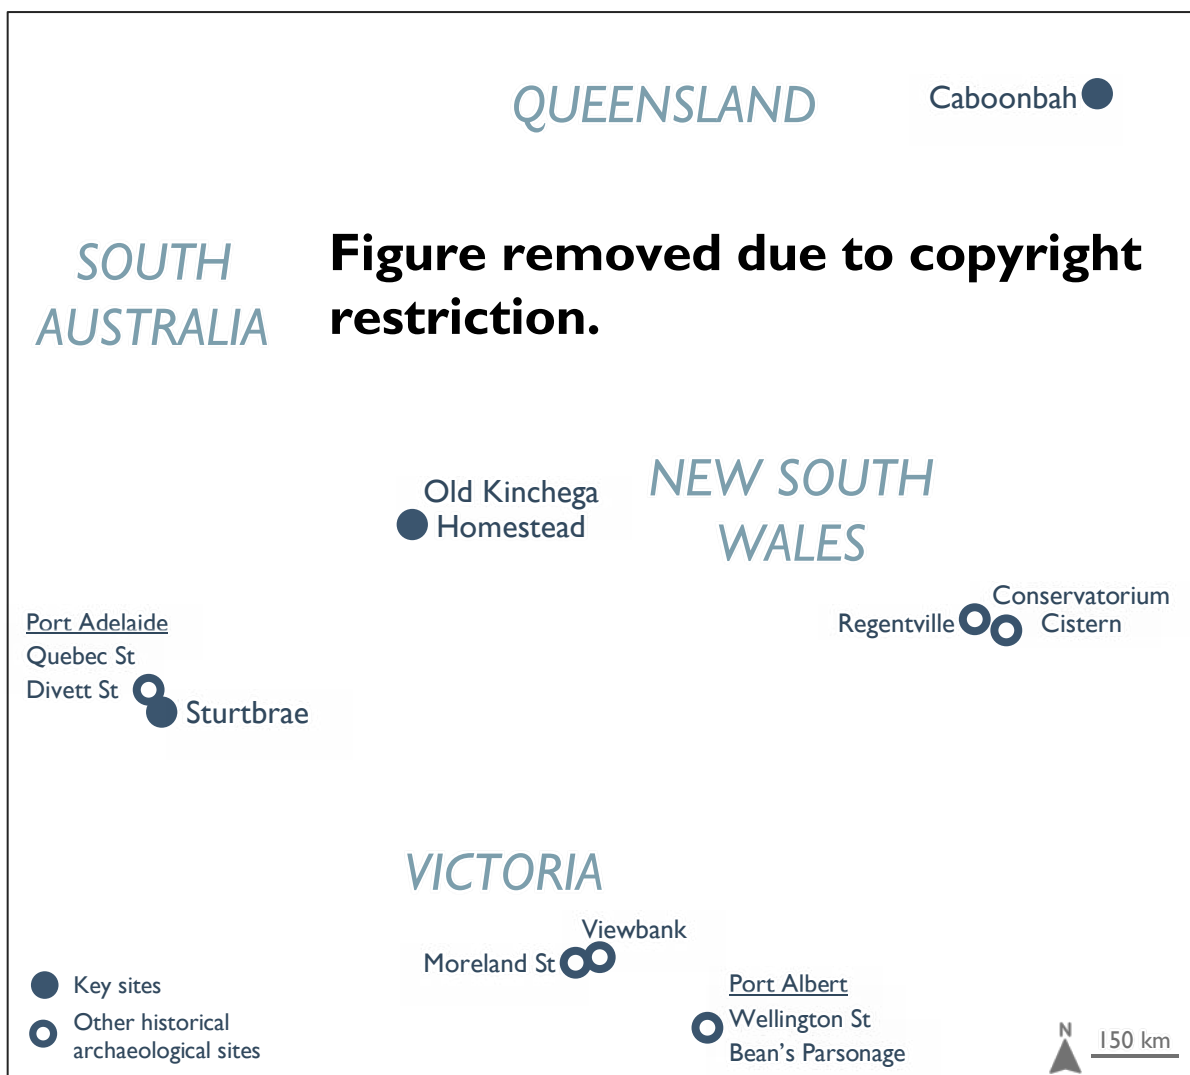 QUEENSLAND
Caboonbah
SOUTH
AUSTRALIA
Figure removed due to copyright
restriction.
Old Kinchega
Homestead
NEW SOUTH
WALES
Conservatorium
Cistern
Regentville
Port Adelaide
Quebec St
Divett St
Sturtbrae
VICTORIA
Viewbank
Moreland St
Port Albert
Wellington St
Bean's Parsonage
Key sites
Other historical
archaeological sites
N
150 km